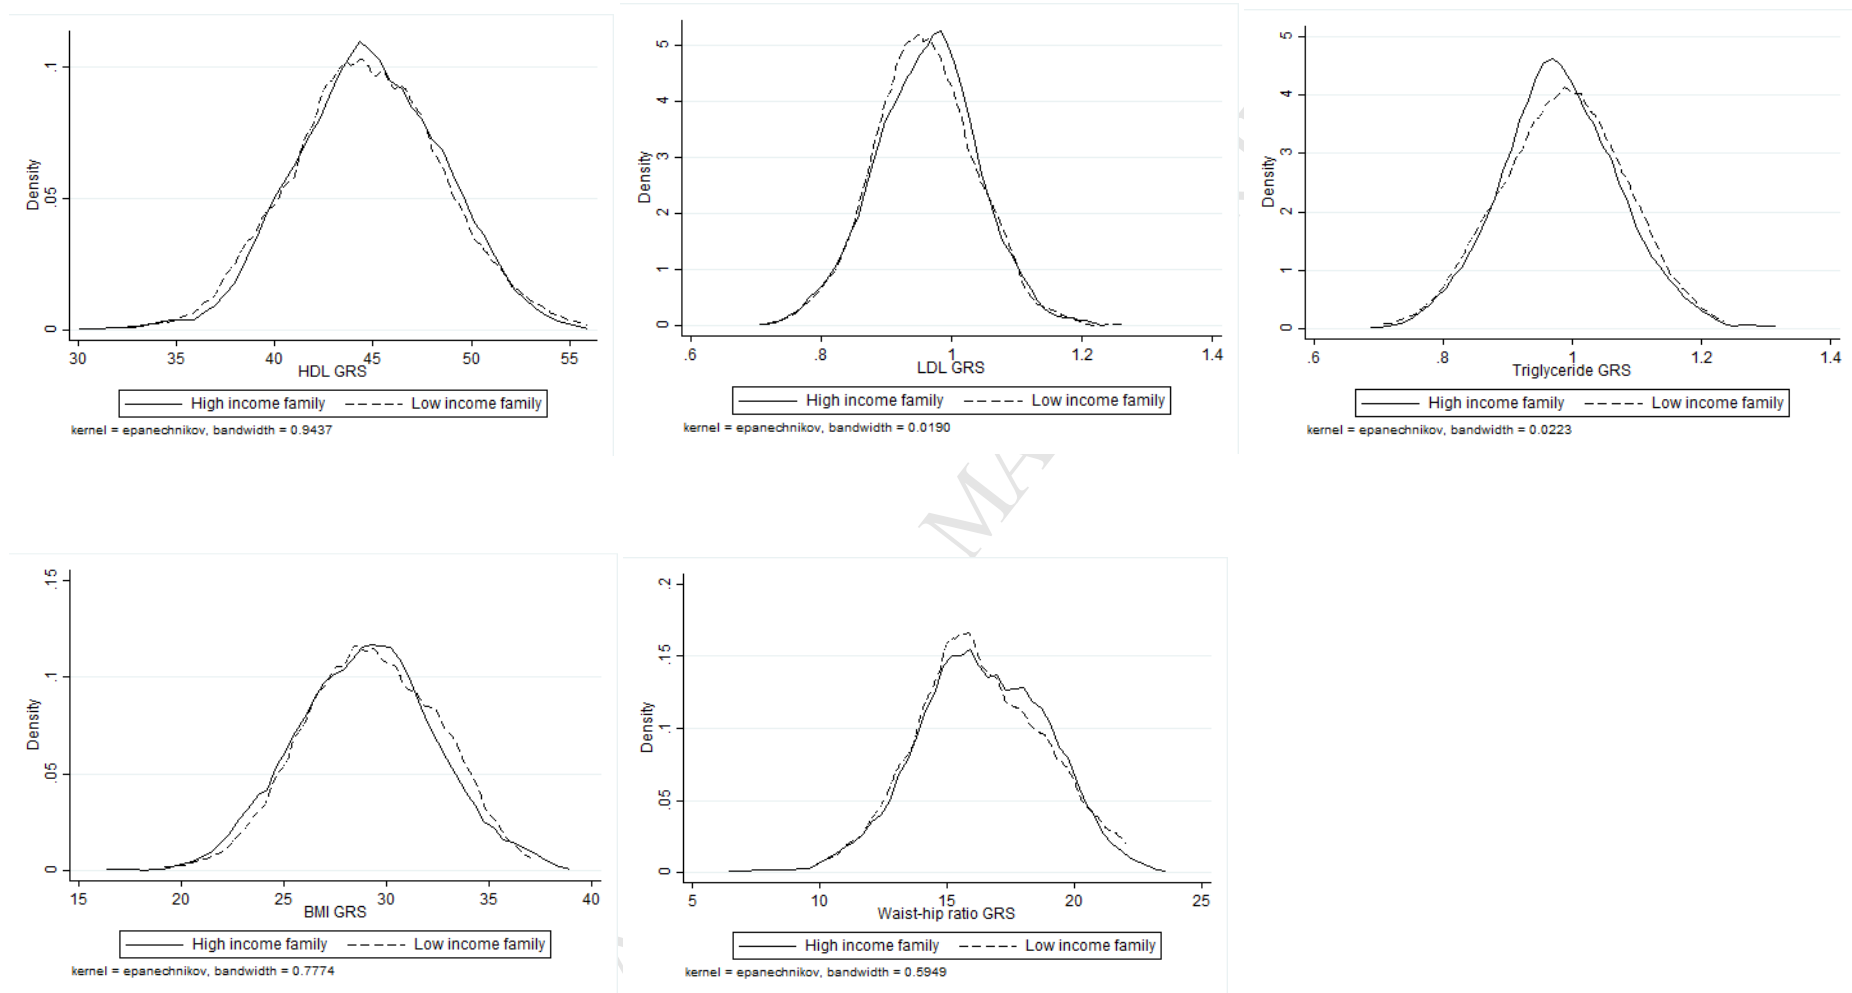 Density
0 .05 .1
30 35 40 45 50 55
HDL GRS
High income family Low income family
kernel = epanechnikov, bandwidth = 0.9437
Density
0 1 2 3 4 5
.6 .8 1 1.2 1.4
LDL GRS
High income family Low income family
kernel = epanechnikov, bandwidth = 0.0190
Density
0 1 2 3 4 5
.6 .8 1 1.2 1.4
Triglyceride GRS
High income family Low income family
kernel = epanechnikov, bandwidth = 0.0223
MA
Density
0 .05 .1 .15
15 20 25 30 35 40
BMI GRS
High income family Low income family
kernel = epanechnikov, bandwidth = 0.7774
Density
0 .05 .1 .15 .2
5 10 15 20 25
Waist-hip ratio GRS
High income family Low income family
kernel = epanechnikov, bandwidth = 0.5949